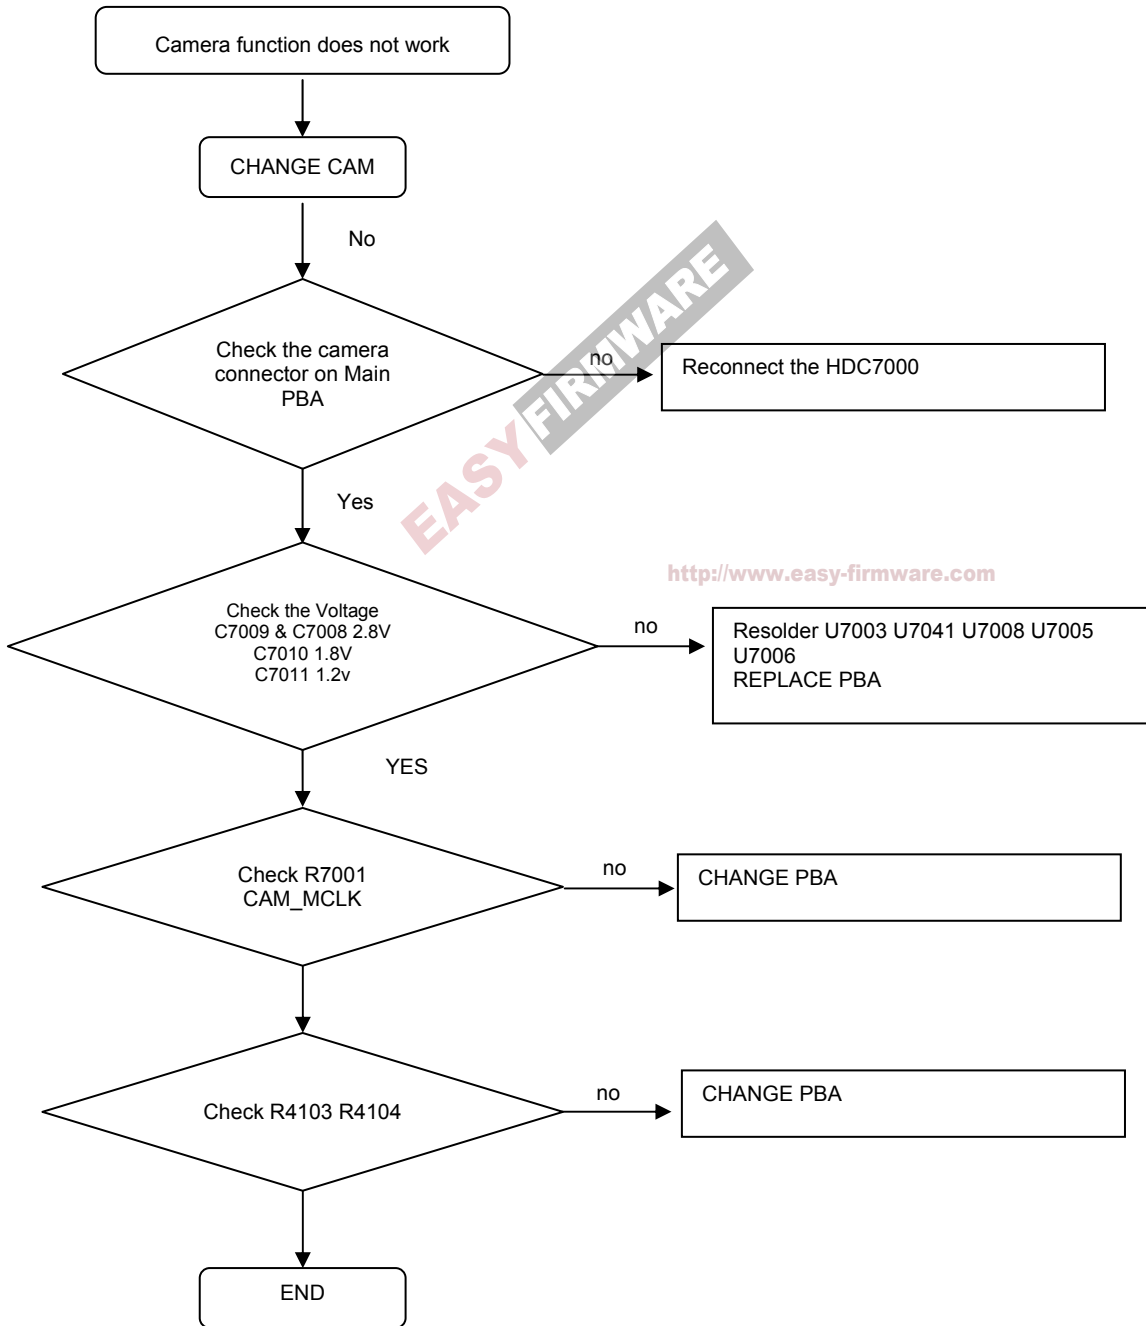 Camera function does not work
CHANGE CAM
No
Check the camera
connector on Main
PBA
no
Reconnect the HDC7000
EASY FIRMWARE
Yes
http://www.easy-firmware.com
Check the Voltage
C7009 & C7008 2.8V
C7010 1.8V
C7011 1.2v
no
Resolder U7003 U7041 U7008 U7005
U7006
REPLACE PBA
YES
Check R7001
CAM_MCLK
no
CHANGE PBA
Check R4103 R4104
no
CHANGE PBA
END